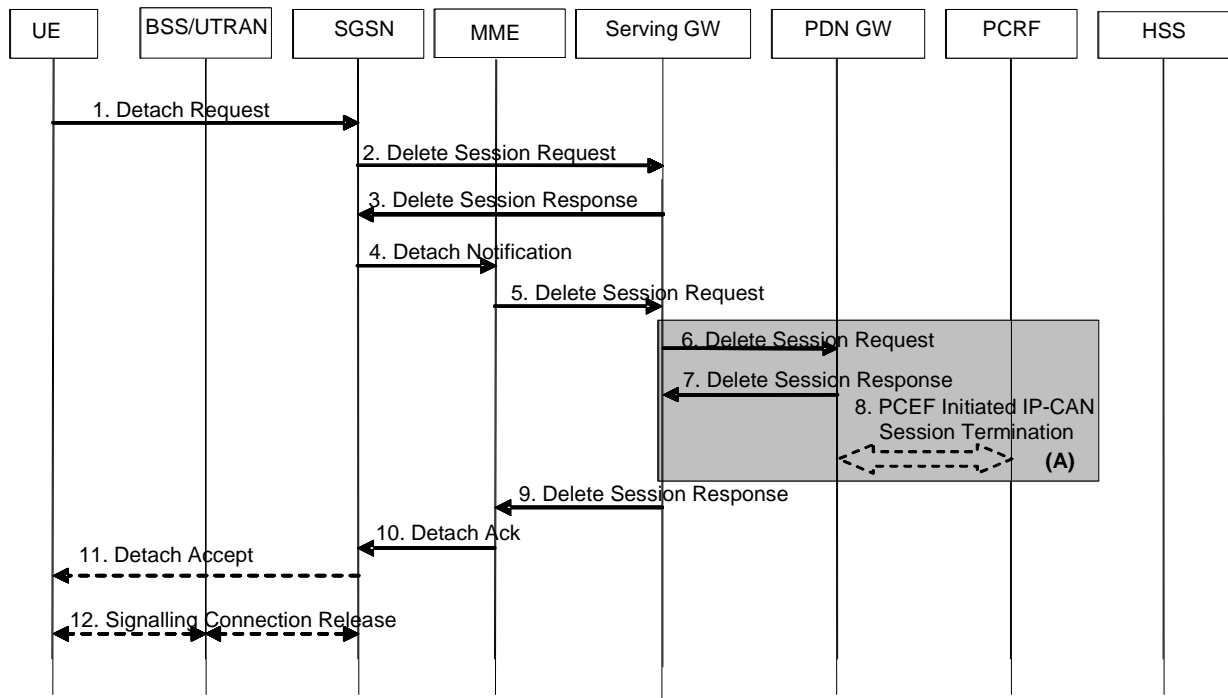 UE
BSS/UTRAN
SGSN
MME
Serving GW
PDN GW
PCRF
HSS
1. Detach Request
2. Delete Session Request
3. Delete Session Response
4. Detach Notification
5. Delete Session Request
6. Delete Session Request
7. Delete Session Response
8. PCEF Initiated IP-CAN
Session Termination
(A)
9. Delete Session Response
10. Detach Ack
11. Detach Accept
12. Signalling Connection Release